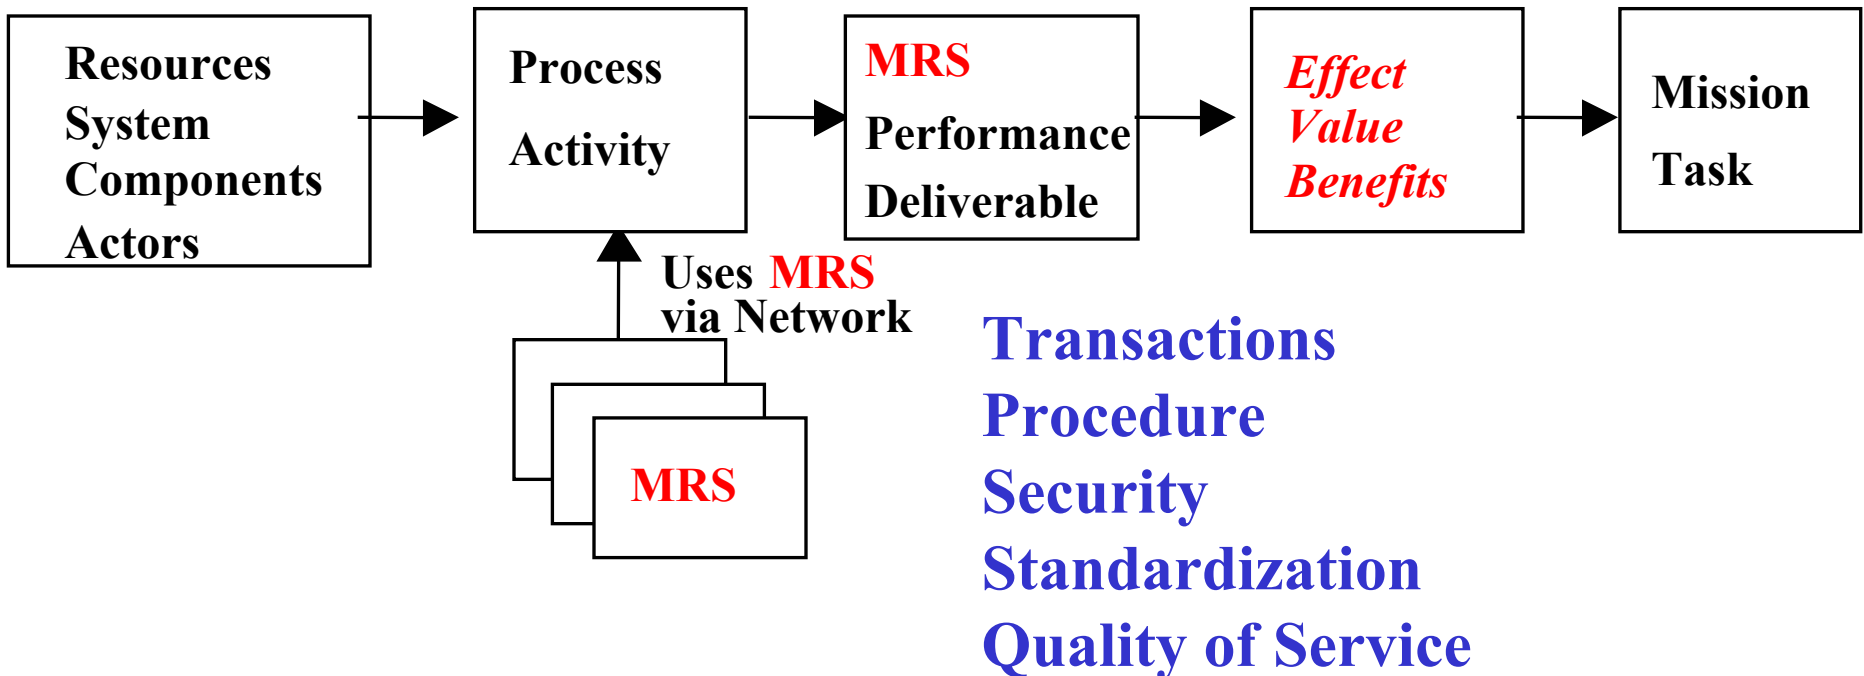 Resources
System
Components
Actors
Process
Activity
MRS
Performance
Deliverable
Effect
Value
Benefits
Mission
Task
Uses MRS
via Network
MRS
Transactions
Procedure
Security
Standardization
Quality of Service